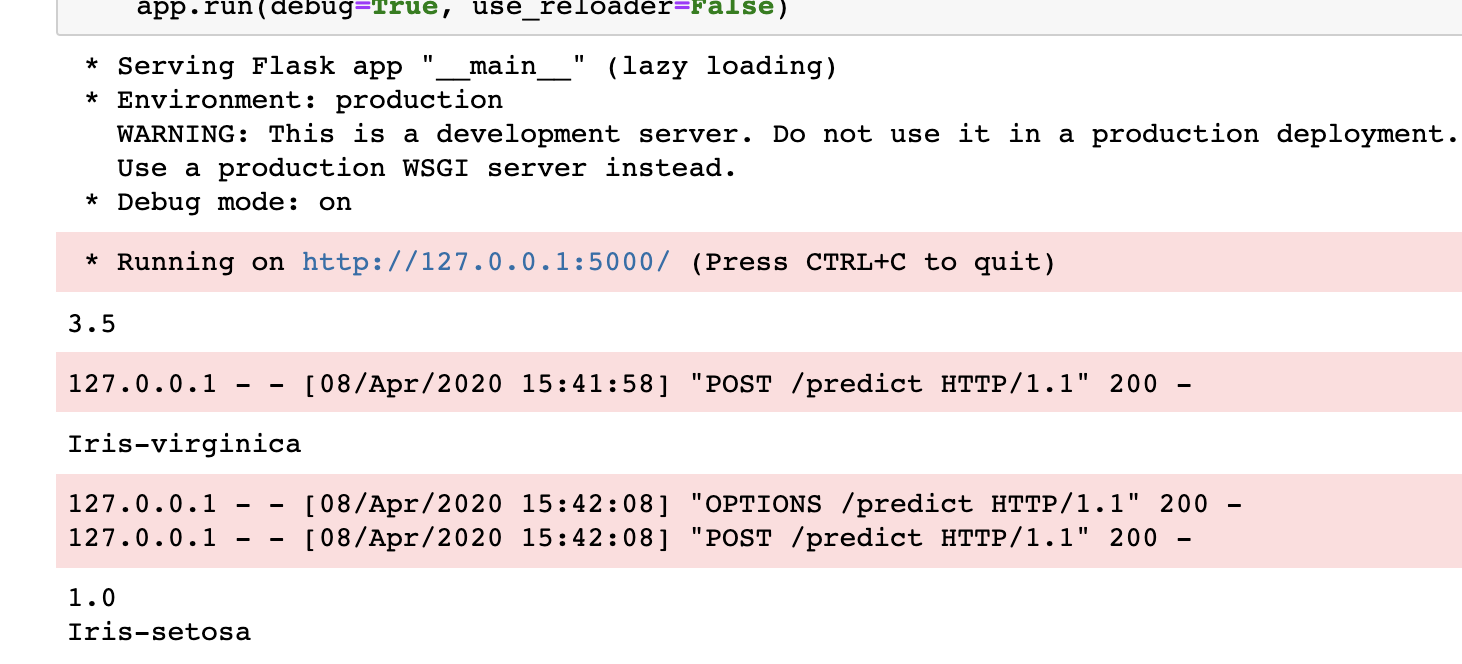 app.run(debug=True, use_reloader=False)
* Serving Flask app "__main__" (lazy loading)
* Environment: production
WARNING: This is a development server. Do not use it in a production deployment.
Use a production WSGI server instead.
* Debug mode: on
* Running on http://127.0.0.1:5000/ (Press CTRL+C to quit)
3.5
127.0.0.1 - - [08/Apr/2020 15:41:58] "POST /predict HTTP/1.1" 200 -
Iris-virginica
127.0.0.1 - - [08/Apr/2020 15:42:08] "OPTIONS /predict HTTP/1.1" 200 -
127.0.0.1 - - [08/Apr/2020 15:42:08] "POST /predict HTTP/1.1" 200 -
1.0
Iris-setosa